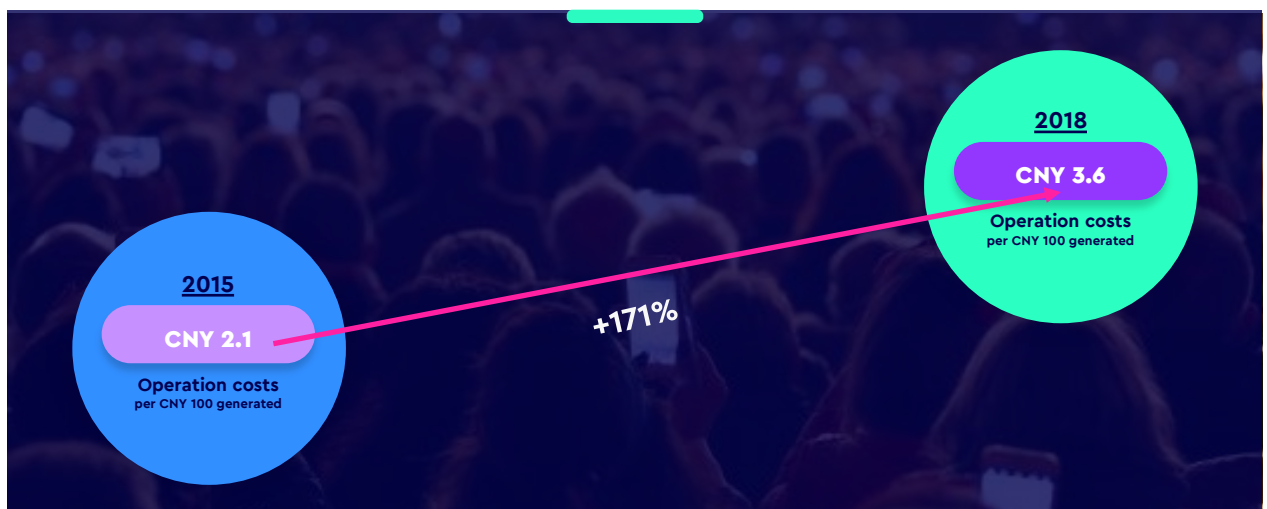 2018
CNY 3.6
Operation costs
per CNY 100 generated
2015
CNY 2.1
Operation costs
per CNY 100 generated
+171%